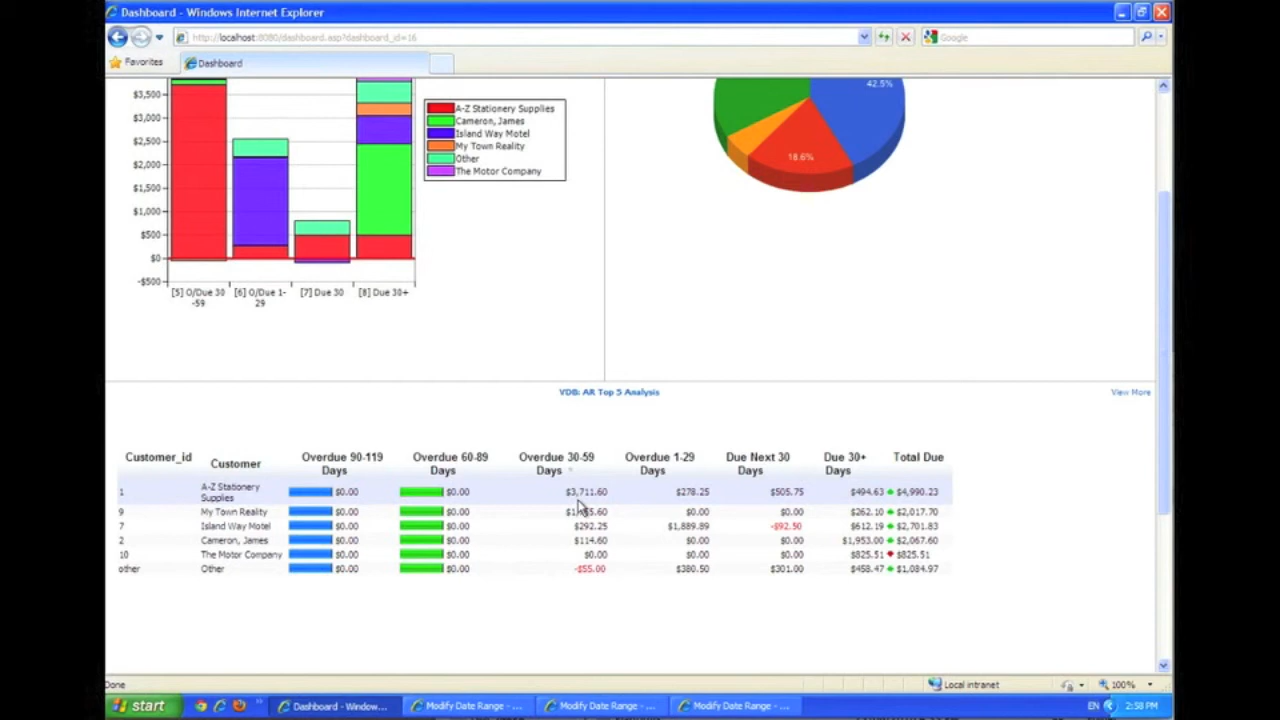 Dashboard - Windows Internet Explorer
http://localhost:8080/dashboard.asp?dashboard_id=16
Google
Favorites
Dashboard
$3,500
$3,000
$2,500
$2,000
$1,500
$1,000
$500
$0
-$500
[5] O/Due 30
-59
[6] O/Due 1-
29
[7] Due 30
[8] Due 30+
A-Z Stationery Supplies
Cameron, James
Island Way Motel
My Town Reality
Other
The Motor Company
42.5%
18.6%
VDB: AR Top 5 Analysis
View More
Customer_id Customer Overdue 90-119 Days Overdue 60-89 Days Overdue 30-59 Days Overdue 1-29 Days Due Next 30 Days Due 30+ Days Total Due
1 A-Z Stationery Supplies $0.00 $0.00 $3,711.60 $278.25 $505.75 $494.63 $4,990.23
9 My Town Reality $0.00 $0.00 $0.00 $0.00 $262.10 $2,017.70
7 Island Way Motel $0.00 $0.00 $292.25 $1,889.89 -$92.50 $612.19 $2,701.83
2 Cameron, James $0.00 $0.00 $114.60 $0.00 $0.00 $1,953.00 $2,067.60
10 The Motor Company $0.00 $0.00 $0.00 $0.00 $0.00 $825.51 $825.51
other Other $0.00 $0.00 -$55.00 $380.50 $301.00 $458.47 $1,084.97
Done
Local intranet
100%
start
Dashboard - Window...
Modify Date Range - ...
Modify Date Range - ...
Modify Date Range - ...
EN
2:58 PM